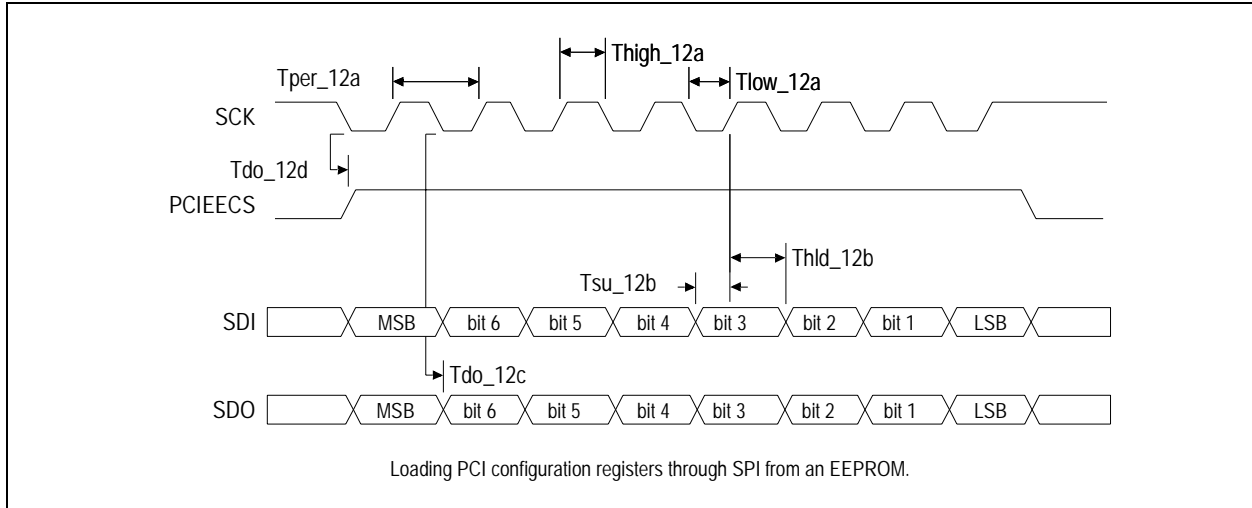 Thigh_12a
Tper_12a
Tlow_12a
SCK
Tdo_12d
PCIEECS
Thld_12b
Tsu_12b
SDI MSB bit 6 bit 5 bit 4 bit 3 bit 2 bit 1 LSB
Tdo_12c
SDO MSB bit 6 bit 5 bit 4 bit 3 bit 2 bit 1 LSB
Loading PCI configuration registers through SPI from an EEPROM.